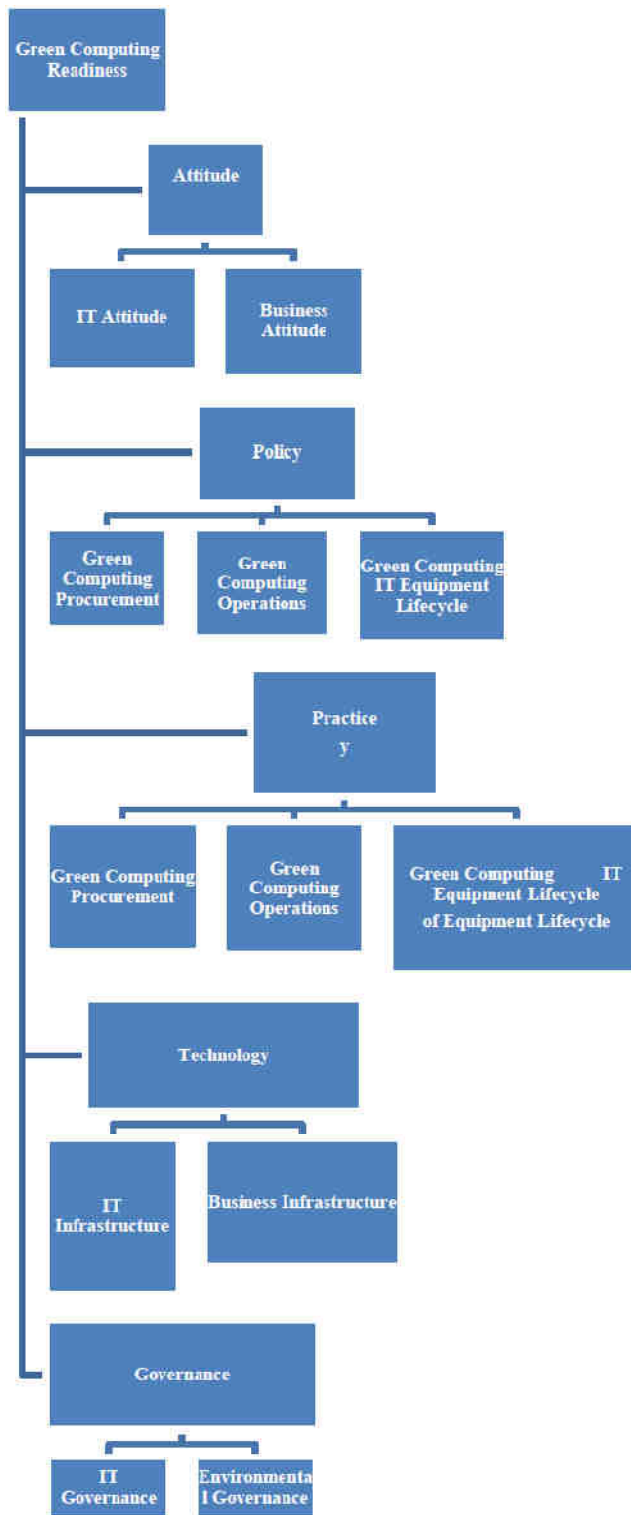 Green Computing
Readiness
Attitude
IT Attitude
Business
Attitude
Policy
Green
Computing
Procurement
Green
Computing
Operations
Green Computing
IT Equipment
Lifecycle
Practice
y
Green Computing
Procurement
Green
Computing
Operations
Green Computing IT
Equipment Lifecycle
of Equipment Lifecycle
Technology
IT
Infrastructure
Business Infrastructure
Governance
IT
Governance
Environmenta
l Governance